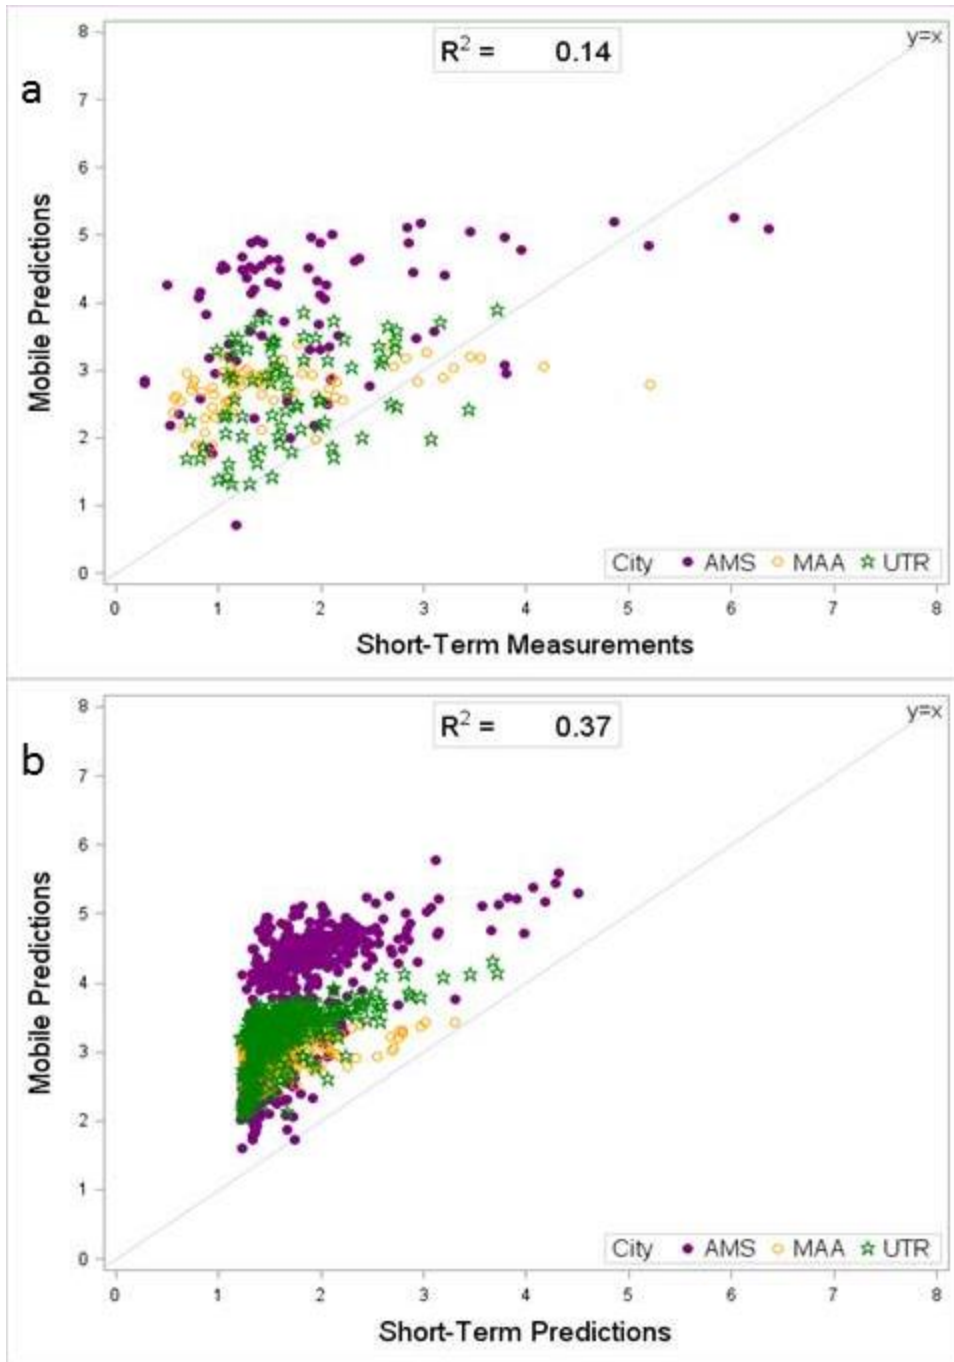 a
R² = 0.14
y=x
8
7
6
5
4
3
2
1
0
Mobile Predictions
City AMS MAA UTR
0 1 2 3 4 5 6 7 8
Short-Term Measurements
b
R² = 0.37
y=x
8
7
6
5
4
3
2
1
0
Mobile Predictions
City AMS MAA UTR
0 1 2 3 4 5 6 7 8
Short-Term Predictions